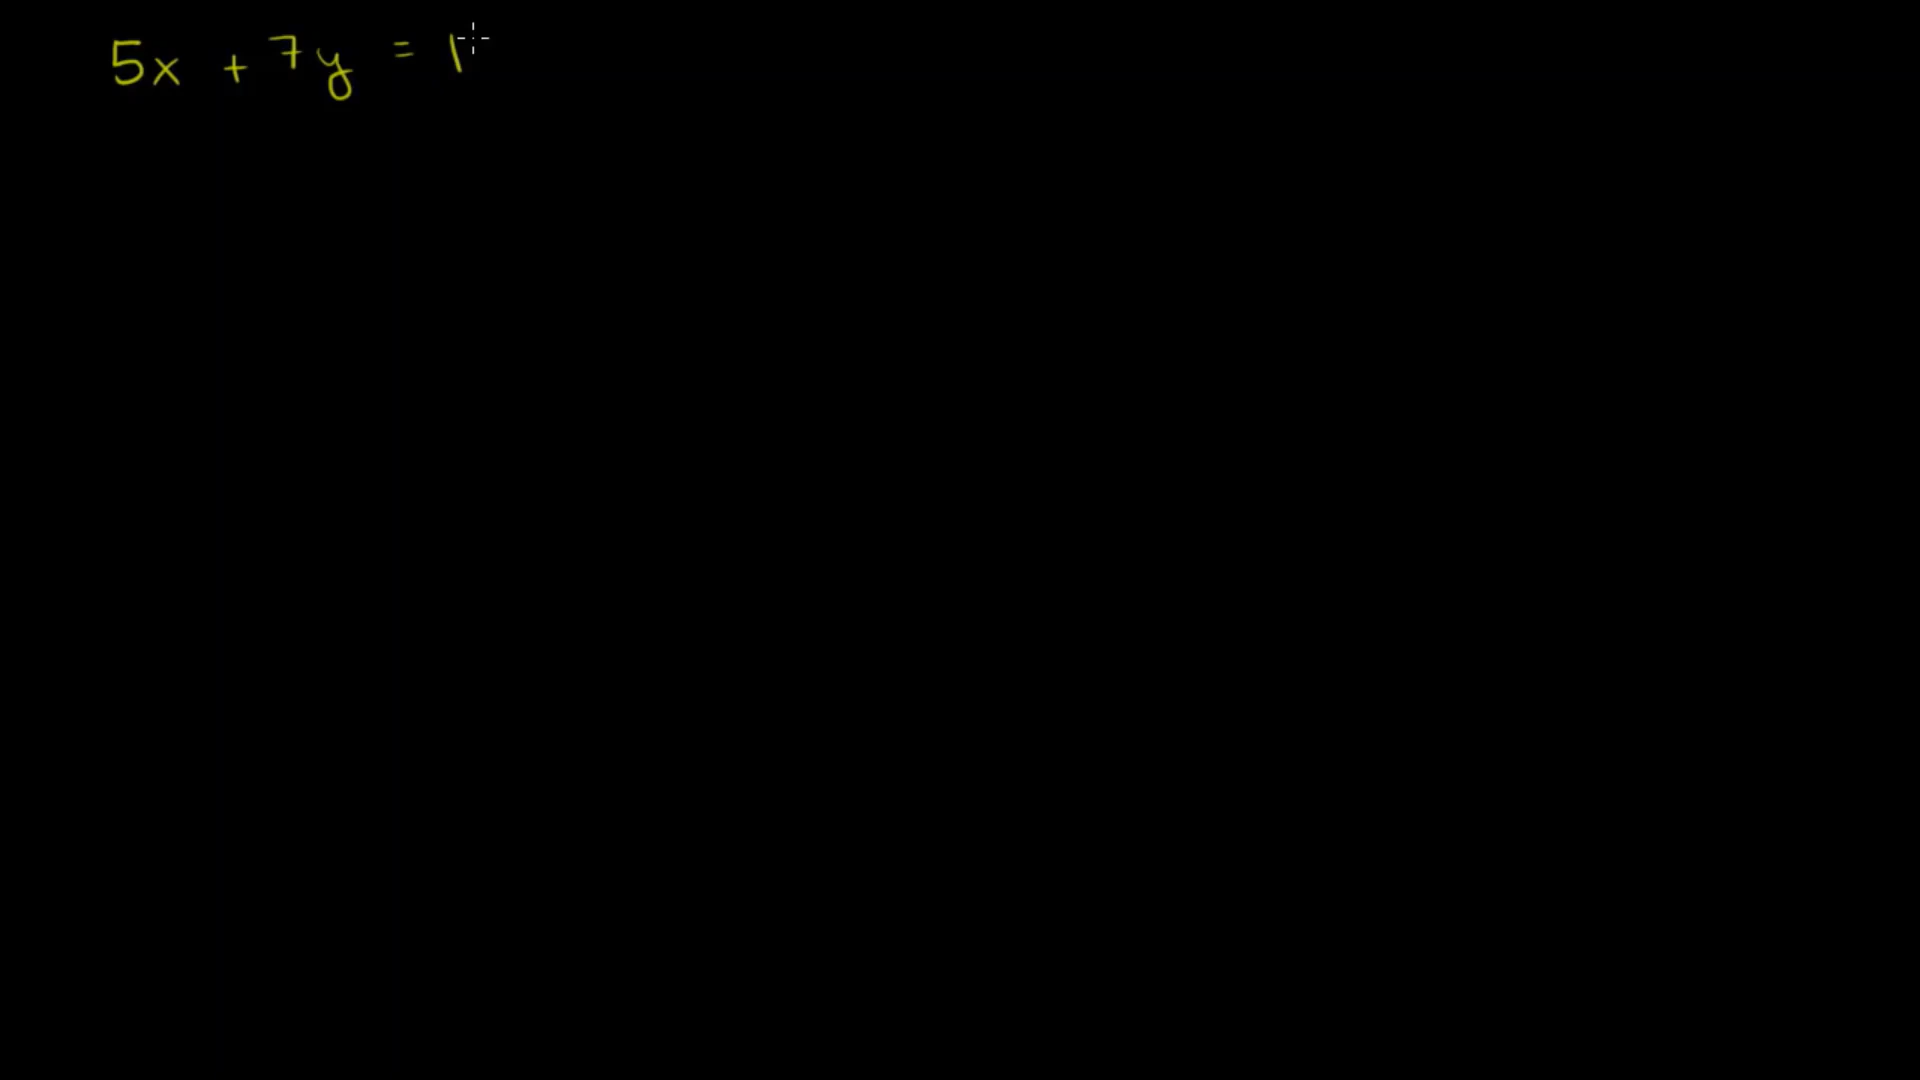 5x + 7y = 1